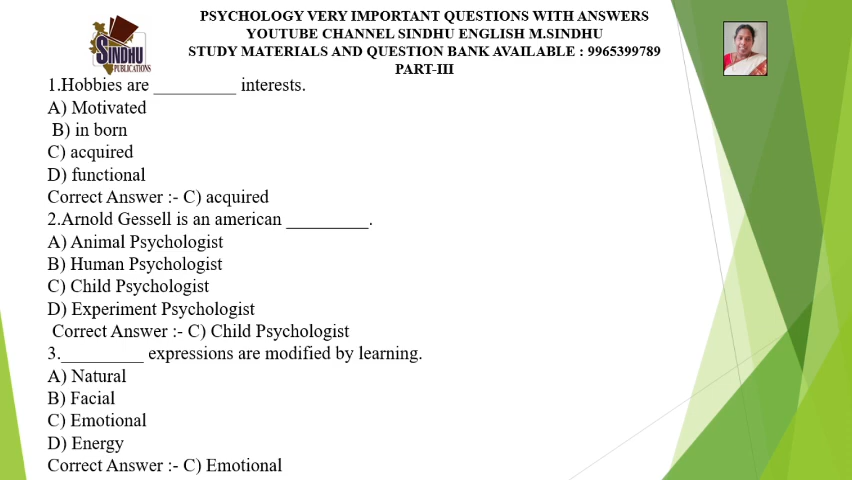 PSYCHOLOGY VERY IMPORTANT QUESTIONS WITH ANSWERS
YOUTUBE CHANNEL SINDHU ENGLISH M.SINDHU
STUDY MATERIALS AND QUESTION BANK AVAILABLE : 9965399789
PART-III
SINDHU
PUBLICATIONS
1.Hobbies are _________ interests.
A) Motivated
B) in born
C) acquired
D) functional
Correct Answer :- C) acquired
2.Arnold Gessell is an american _________.
A) Animal Psychologist
B) Human Psychologist
C) Child Psychologist
D) Experiment Psychologist
Correct Answer :- C) Child Psychologist
3._________ expressions are modified by learning.
A) Natural
B) Facial
C) Emotional
D) Energy
Correct Answer :- C) Emotional